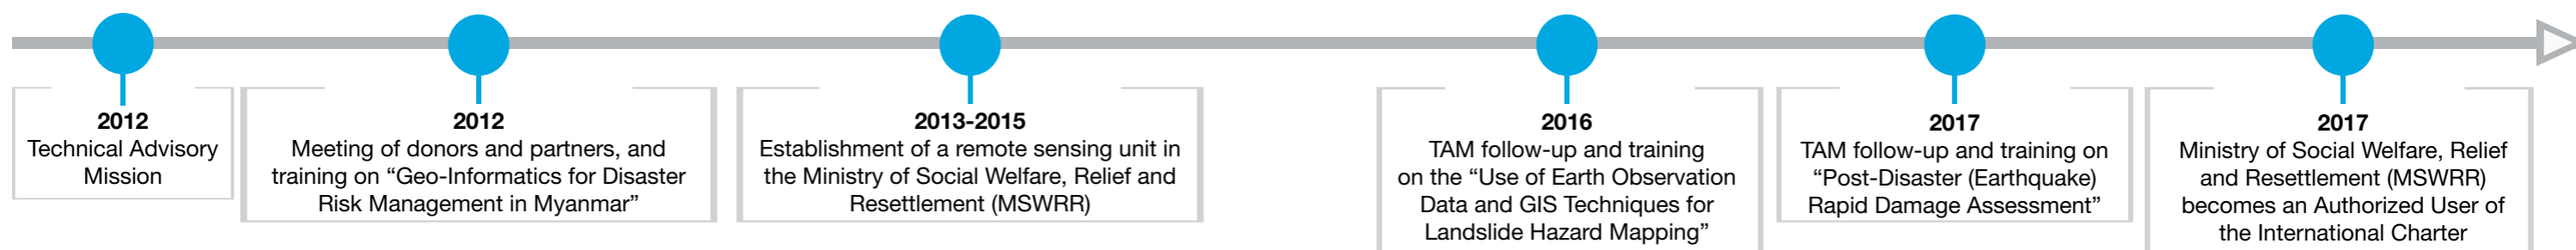 2012
Technical Advisory
Mission
2012
Meeting of donors and partners, and
training on “Geo-Informatics for Disaster
Risk Management in Myanmar”
2013-2015
Establishment of a remote sensing unit in
the Ministry of Social Welfare, Relief and
Resettlement (MSWRR)
2016
TAM follow-up and training
on the “Use of Earth Observation
Data and GIS Techniques for
Landslide Hazard Mapping”
2017
TAM follow-up and training on
“Post-Disaster (Earthquake)
Rapid Damage Assessment”
2017
Ministry of Social Welfare, Relief
and Resettlement (MSWRR)
becomes an Authorized User of
the International Charter